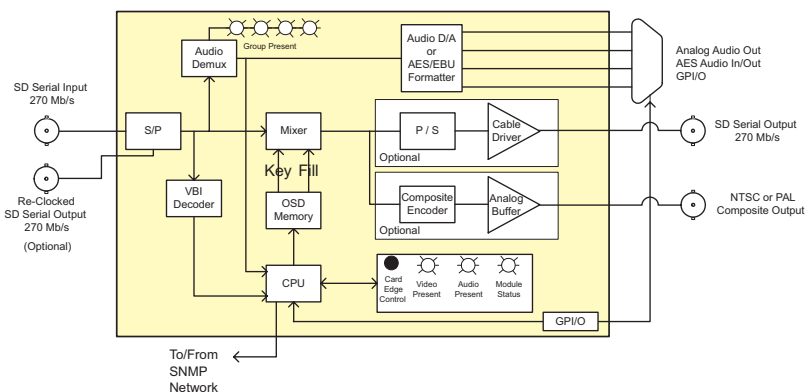 Group Present
Audio
Demux
Audio D/A
or
AES/EBU
Formatter
Analog Audio Out
AES Audio In/Out
GPI/O
SD Serial Input
270 Mb/s
S/P
Mixer
P / S
Cable
Driver
Optional
SD Serial Output
270 Mb/s
Re-Clocked
SD Serial Output
270 Mb/s
(Optional)
VBI
Decoder
Key Fill
OSD
Memory
Composite
Encoder
Analog
Buffer
Optional
NTSC or PAL
Composite Output
CPU
Card
Edge
Control
Video
Present
Audio
Present
Module
Status
GPI/O
To/From
SNMP
Network